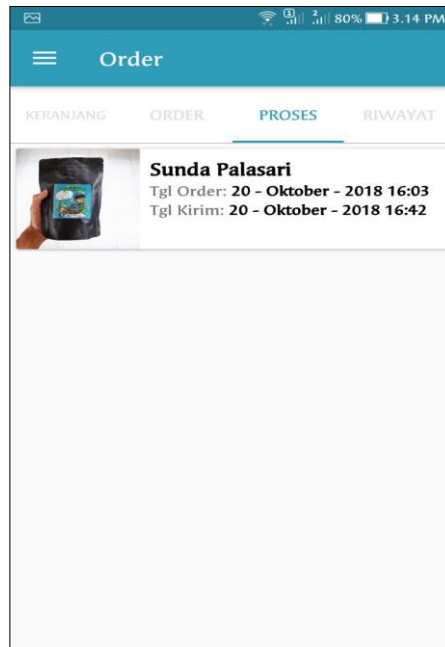 80% 3.14 PM
Order
KERANJANG ORDER PROSES RIWAYAT
Sunda Palasari
Tgl Order: 20 - Oktober - 2018 16:03
Tgl Kirim: 20 - Oktober - 2018 16:42